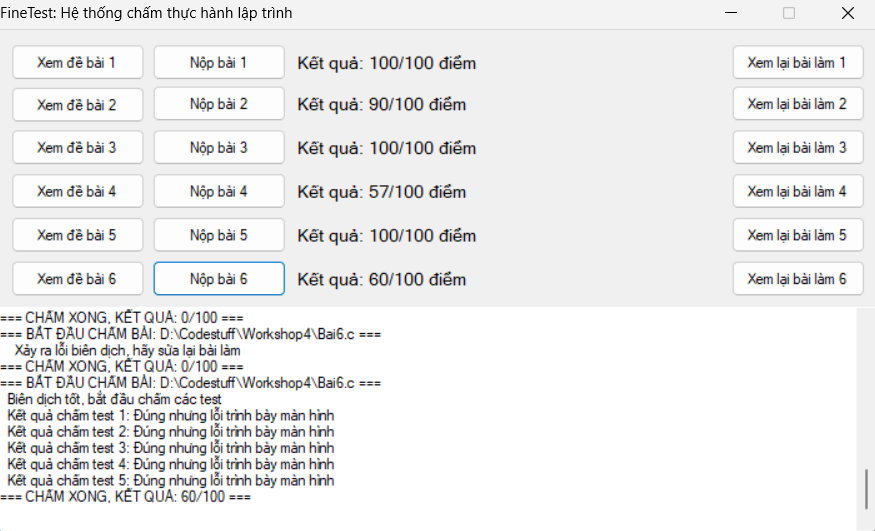 FineTest: Hệ thống chấm thực hành lập trình
Xem đề bài 1 Nộp bài 1 Kết quả: 100/100 điểm Xem lại bài làm 1
Xem đề bài 2 Nộp bài 2 Kết quả: 90/100 điểm Xem lại bài làm 2
Xem đề bài 3 Nộp bài 3 Kết quả: 100/100 điểm Xem lại bài làm 3
Xem đề bài 4 Nộp bài 4 Kết quả: 57/100 điểm Xem lại bài làm 4
Xem đề bài 5 Nộp bài 5 Kết quả: 100/100 điểm Xem lại bài làm 5
Xem đề bài 6 Nộp bài 6 Kết quả: 60/100 điểm Xem lại bài làm 6
=== CHẤM XONG, KẾT QUẢ: 0/100 ===
=== BẮT ĐẦU CHẤM BÀI: D:\Codestuff\Workshop4\Bai6.c ===
Xảy ra lỗi biên dịch, hãy sửa lại bài làm
=== CHẤM XONG, KẾT QUẢ: 0/100 ===
=== BẮT ĐẦU CHẤM BÀI: D:\Codestuff\Workshop4\Bai6.c ===
Biên dịch tốt, bắt đầu chấm các test
Kết quả chấm test 1: Đúng nhưng lỗi trình bày màn hình
Kết quả chấm test 2: Đúng nhưng lỗi trình bày màn hình
Kết quả chấm test 3: Đúng nhưng lỗi trình bày màn hình
Kết quả chấm test 4: Đúng nhưng lỗi trình bày màn hình
Kết quả chấm test 5: Đúng nhưng lỗi trình bày màn hình
=== CHẤM XONG, KẾT QUẢ: 60/100 ===